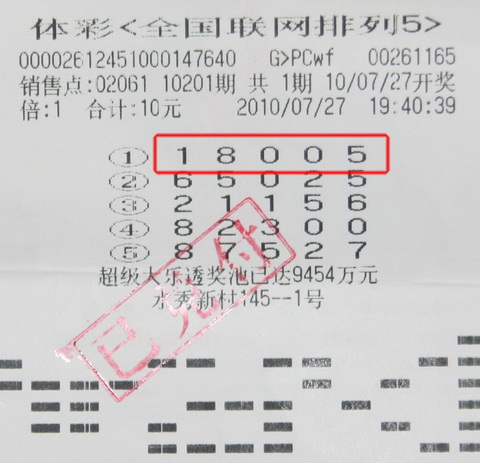 体彩<全国联网排列5>
00002612451000147640 G>PCwf 00261165
销售点:02061 10201期 共 1期 10/07/27开奖
倍:1 合计:10元 2010/07/27 19:40:39
① 1 8 0 0 5
② 6 5 0 2 5
③ 2 1 1 5 6
④ 8 2 3 0 0
⑤ 8 7 5 2 7
超级大乐透奖池已达9454万元
水秀新村145--1号
已兑付